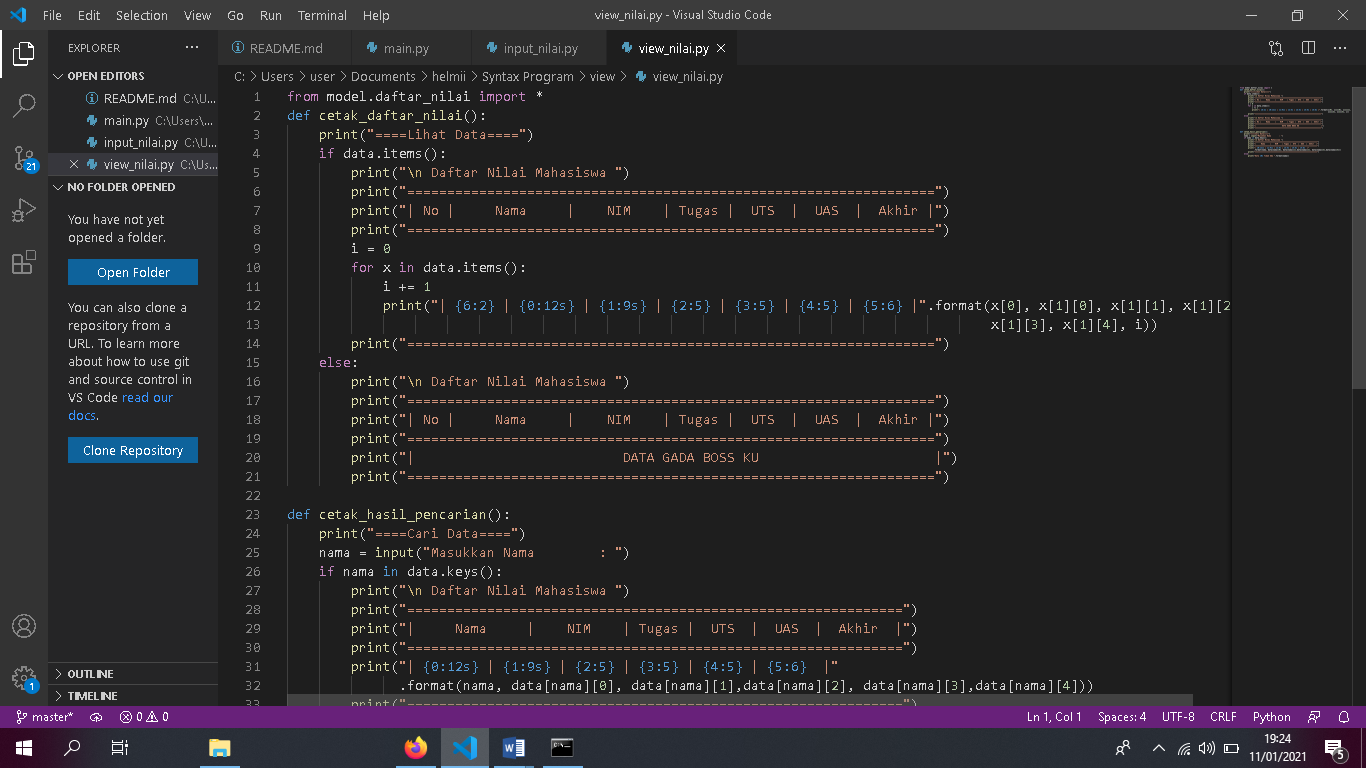 File Edit Selection View Go Run Terminal Help view_nilai.py - Visual Studio Code
EXPLORER
OPEN EDITORS
README.md C:\U...
main.py C:\Users\...
input_nilai.py C:\U...
view_nilai.py C:\Us...
NO FOLDER OPENED
You have not yet
opened a folder.
Open Folder
You can also clone a
repository from a
URL. To learn more
about how to use git
and source control in
VS Code read our
docs.
Clone Repository
OUTLINE
TIMELINE
21
1
README.md main.py input_nilai.py view_nilai.py
C: > Users > user > Documents > helmii > Syntax Program > view > view_nilai.py
1 from model.daftar_nilai import *
2 def cetak_daftar_nilai():
3 print("====Lihat Data====")
4 if data.items():
5 print("\n Daftar Nilai Mahasiswa ")
6 print("==================================================================")
7 print("| No |     Nama     |    NIM    | Tugas |  UTS  |  UAS  |  Akhir |")
8 print("==================================================================")
9 i = 0
10 for x in data.items():
11 i += 1
12 print("| {6:2} | {0:12s} | {1:9s} | {2:5} | {3:5} | {4:5} | {5:6} |".format(x[0], x[1][0], x[1][1], x[1][2
13 x[1][3], x[1][4], i))
14 print("==================================================================")
15 else:
16 print("\n Daftar Nilai Mahasiswa ")
17 print("==================================================================")
18 print("| No |     Nama     |    NIM    | Tugas |  UTS  |  UAS  |  Akhir |")
19 print("==================================================================")
20 print("|                          DATA GADA BOSS KU                      |")
21 print("==================================================================")
22
23 def cetak_hasil_pencarian():
24 print("====Cari Data====")
25 nama = input("Masukkan Nama        : ")
26 if nama in data.keys():
27 print("\n Daftar Nilai Mahasiswa ")
28 print("==============================================================")
29 print("|     Nama     |    NIM    | Tugas |  UTS  |  UAS  |  Akhir  |")
30 print("==============================================================")
31 print("| {0:12s} | {1:9s} | {2:5} | {3:5} | {4:5} | {5:6}  |"
32 .format(nama, data[nama][0], data[nama][1],data[nama][2], data[nama][3],data[nama][4]))
33 print("==============================================================")
master* 0 0 Ln 1, Col 1 Spaces: 4 UTF-8 CRLF Python
19:24
11/01/2021
5